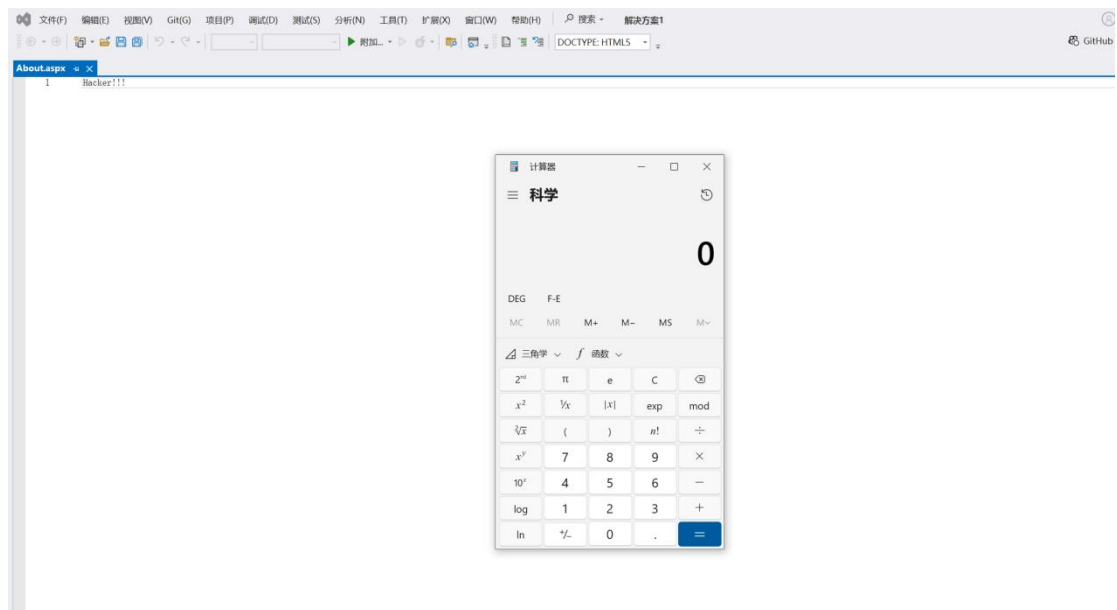 文件(F) 编辑(E) 视图(V) Git(G) 项目(P) 调试(D) 测试(S) 分析(N) 工具(T) 扩展(X) 窗口(W) 帮助(H) 搜索 解决方案1
附加... DOCTYPE: HTML5 GitHub
About.aspx
1 Hacker!!!
计算器
科学
0
DEG F-E
MC MR M+ M− MS M
三角学 f 函数
2ⁿᵈ π e C
x² ¹/x |x| exp mod
²√x ( ) n! ÷
xʸ 7 8 9 ×
10ˣ 4 5 6 −
log 1 2 3 +
ln +/− 0 . =